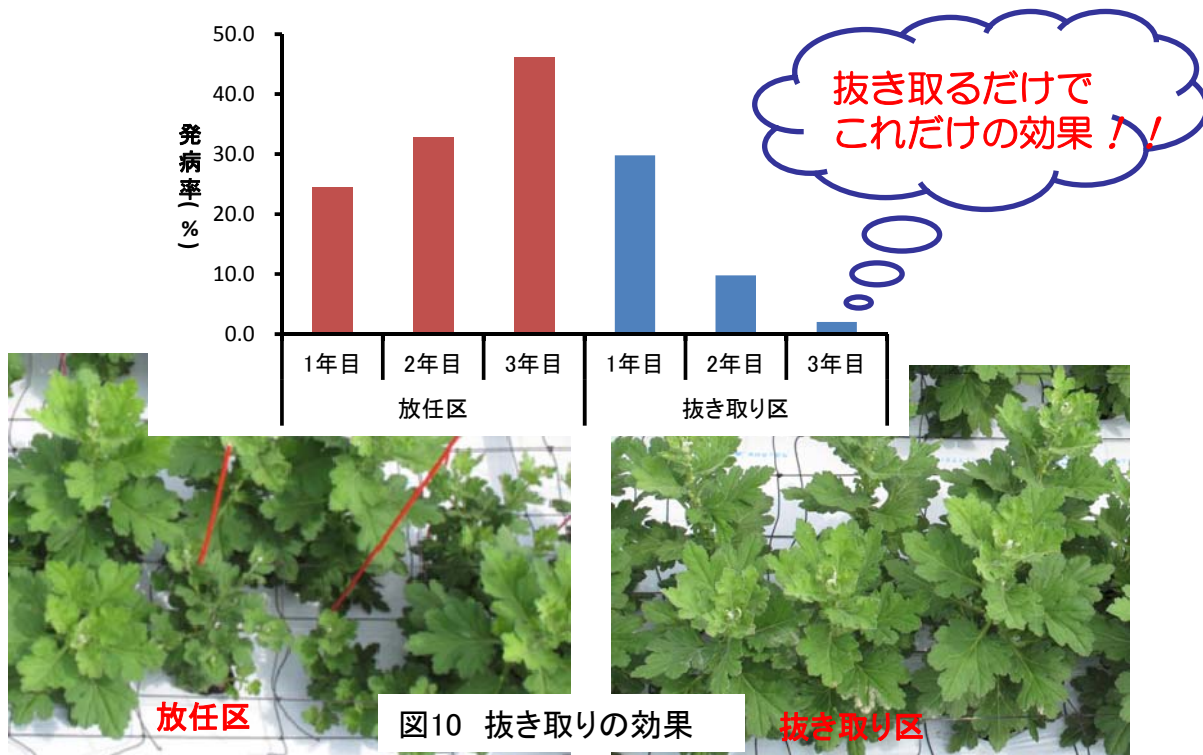 50.0
40.0
30.0
20.0
10.0
0.0
発病率(%)
1年目 2年目 3年目 1年目 2年目 3年目
放任区 抜き取り区
抜き取るだけで
これだけの効果！！
放任区
図10 抜き取りの効果
抜き取り区